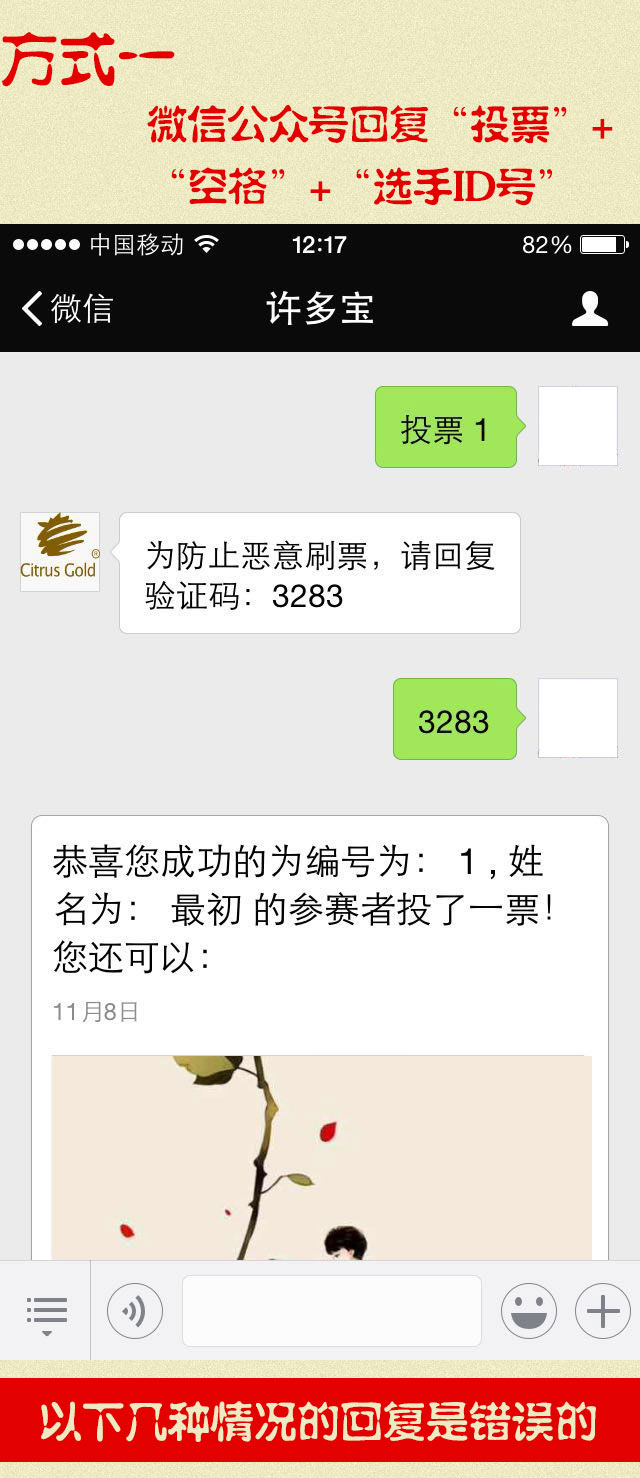 方式一
微信公众号回复“投票”+
“空格”+“选手ID号”
中国移动 12:17 82%
微信 许多宝
投票 1
Citrus Gold®
为防止恶意刷票，请回复
验证码：3283
3283
恭喜您成功的为编号为： 1 , 姓
名为： 最初 的参赛者投了一票！
您还可以：
11月8日
以下几种情况的回复是错误的